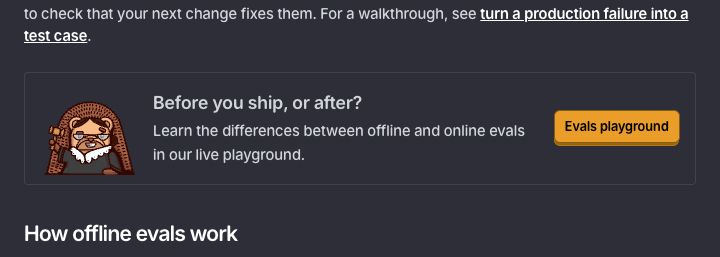 to check that your next change fixes them. For a walkthrough, see turn a production failure into a
test case.
Before you ship, or after?
Learn the differences between offline and online evals
in our live playground.
Evals playground
How offline evals work